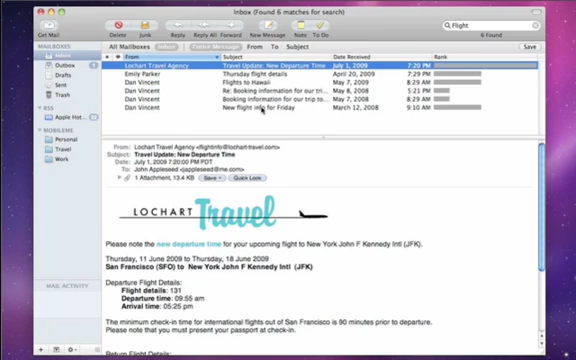 Inbox (Found 6 matches for search)
Get Mail Delete Junk Reply Reply All Forward New Message Note To Do Flight
6 Found
MAILBOXES All Mailboxes Inbox Entire Message From To Subject Save
Inbox From Subject Date Received Rank
Outbox Lochart Travel Agency Travel Update: New Departure Time July 1, 2009 7:20 PM
Drafts Emily Parker Thursday flight details April 20, 2009 7:29 PM
Sent Dan Vincent Flights to Hawaii May 7, 2009 8:28 PM
Trash Dan Vincent Re: Booking information for our tri... May 8, 2008 5:21 PM
RSS Dan Vincent Booking information for our trip to... May 7, 2008 8:29 PM
Apple Hot... Dan Vincent New flight info for Friday March 12, 2008 9:10 AM
MOBILEME
Personal
Travel
Work
From: Lochart Travel Agency <flightinfo@lochart-travel.com>
Subject: Travel Update: New Departure Time
Date: July 1, 2009 7:20:00 PM PDT
To: John Appleseed <jappleseed@me.com>
1 Attachment, 13.4 KB Save Quick Look
LOCHART Travel
Please note the new departure time for your upcoming flight to New York John F Kennedy Intl (JFK).
Thursday, 11 June 2009 to Thursday, 18 June 2009
San Francisco (SFO) to New York John F Kennedy Intl (JFK)
MAIL ACTIVITY
Departure Flight Details:
Flight details: 131
Departure time: 09:55 am
Arrival time: 05:25 pm
The minimum check-in time for international flights out of San Francisco is 90 minutes prior to departure.
Please note that you must present your passport at check-in.
Return Flight Details: